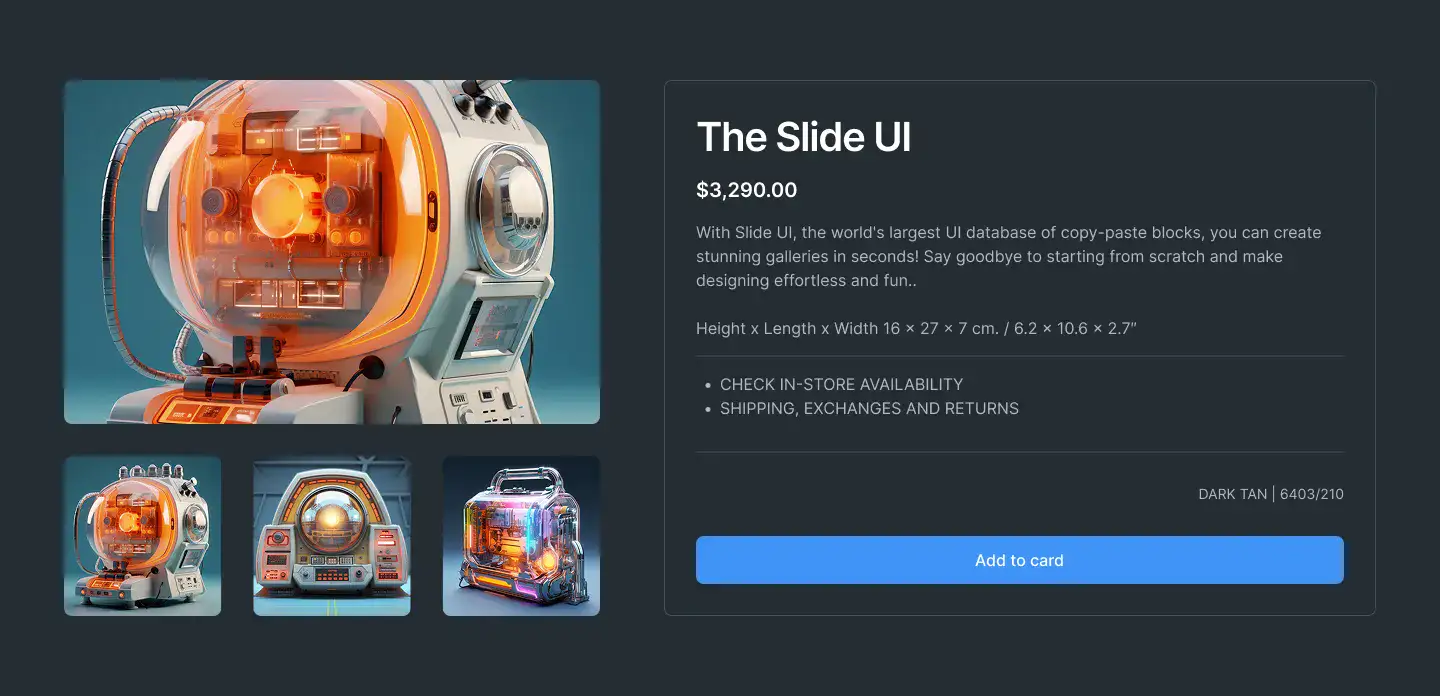 The Slide UI
$3,290.00
With Slide UI, the world's largest UI database of copy-paste blocks, you can create
stunning galleries in seconds! Say goodbye to starting from scratch and make
designing effortless and fun..
Height x Length x Width 16 × 27 × 7 cm. / 6.2 × 10.6 × 2.7″
• CHECK IN-STORE AVAILABILITY
• SHIPPING, EXCHANGES AND RETURNS
DARK TAN | 6403/210
Add to card